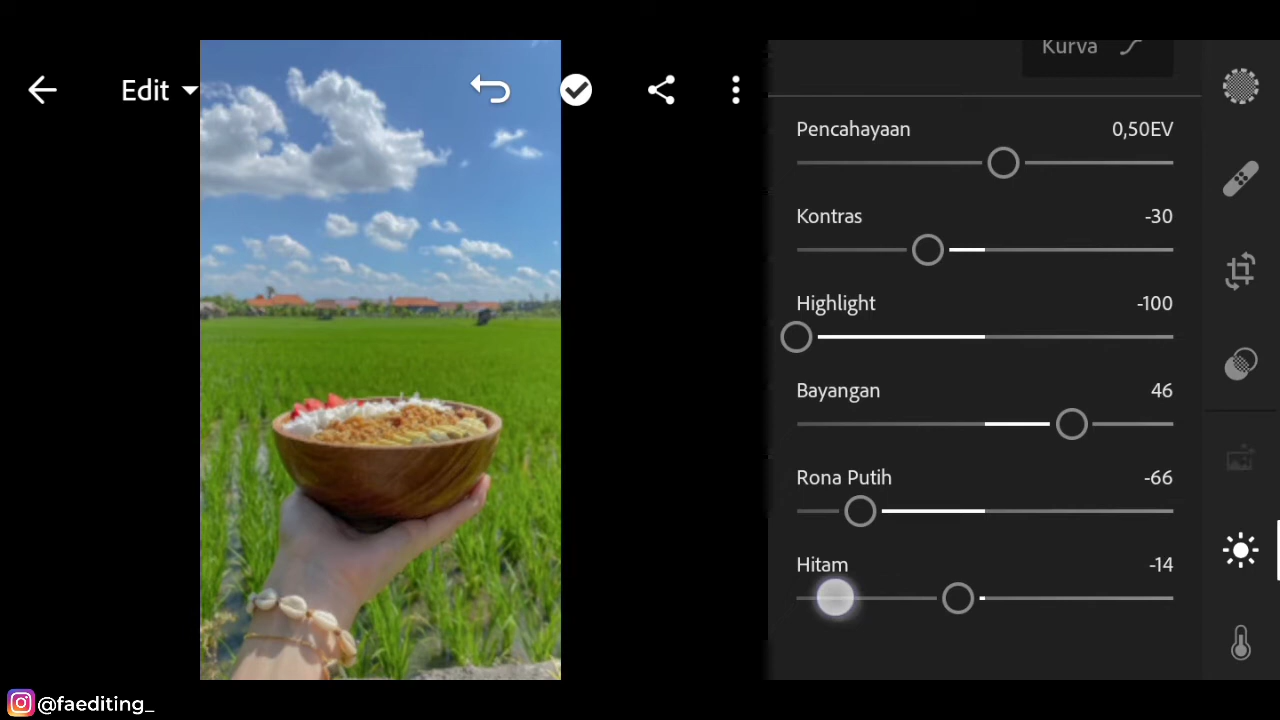 Edit
Kurva
Pencahayaan 0,50EV
Kontras -30
Highlight -100
Bayangan 46
Rona Putih -66
Hitam -14
@faediting_